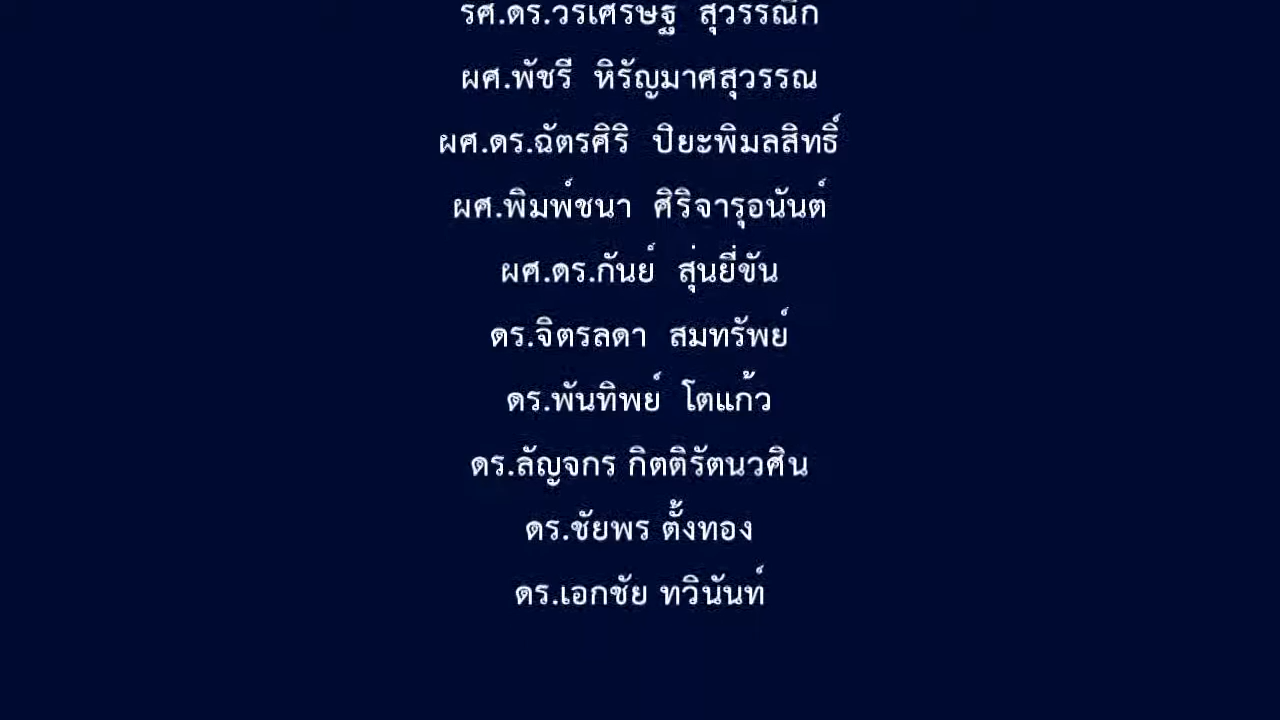 รศ.ดร.วรเศรษฐ สุวรรณิก
ผศ.พัชรี หิรัญมาศสุวรรณ
ผศ.ดร.ฉัตรศิริ ปิยะพิมลสิทธิ์
ผศ.พิมพ์ชนา ศิริจารุอนันต์
ผศ.ดร.กันย์ สุ่นยี่ขัน
ดร.จิตรลดา สมทรัพย์
ดร.พันทิพย์ โตแก้ว
ดร.ลัญจกร กิตติรัตนวศิน
ดร.ชัยพร ตั้งทอง
ดร.เอกชัย ทวินันท์